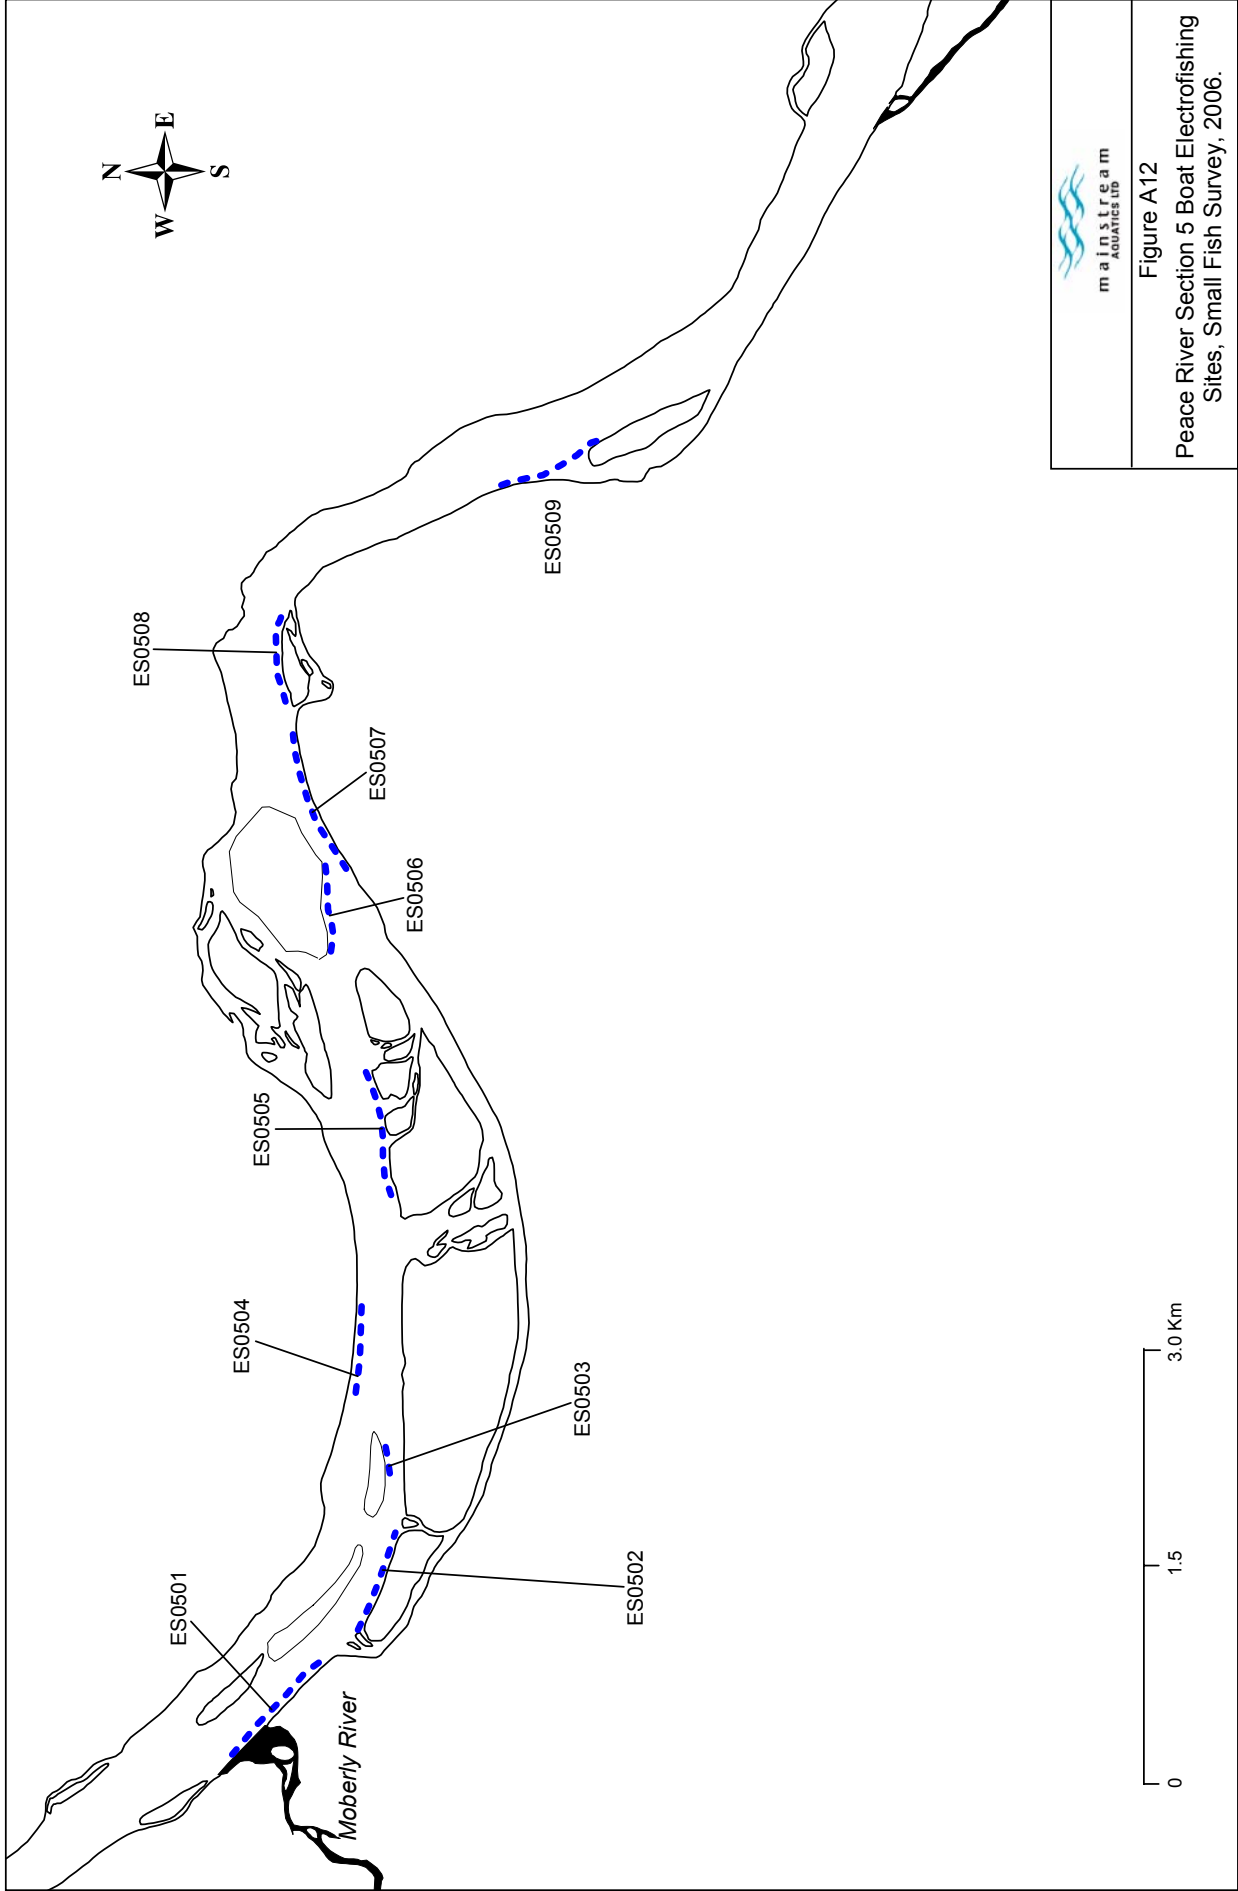 N
W
E
S
ES0501
ES0502
ES0503
ES0504
ES0505
ES0506
ES0507
ES0508
ES0509
Moberly River
0
1.5
3.0 Km
mainstream
AQUATICS LTD
Figure A12
Peace River Section 5 Boat Electrofishing
Sites, Small Fish Survey, 2006.